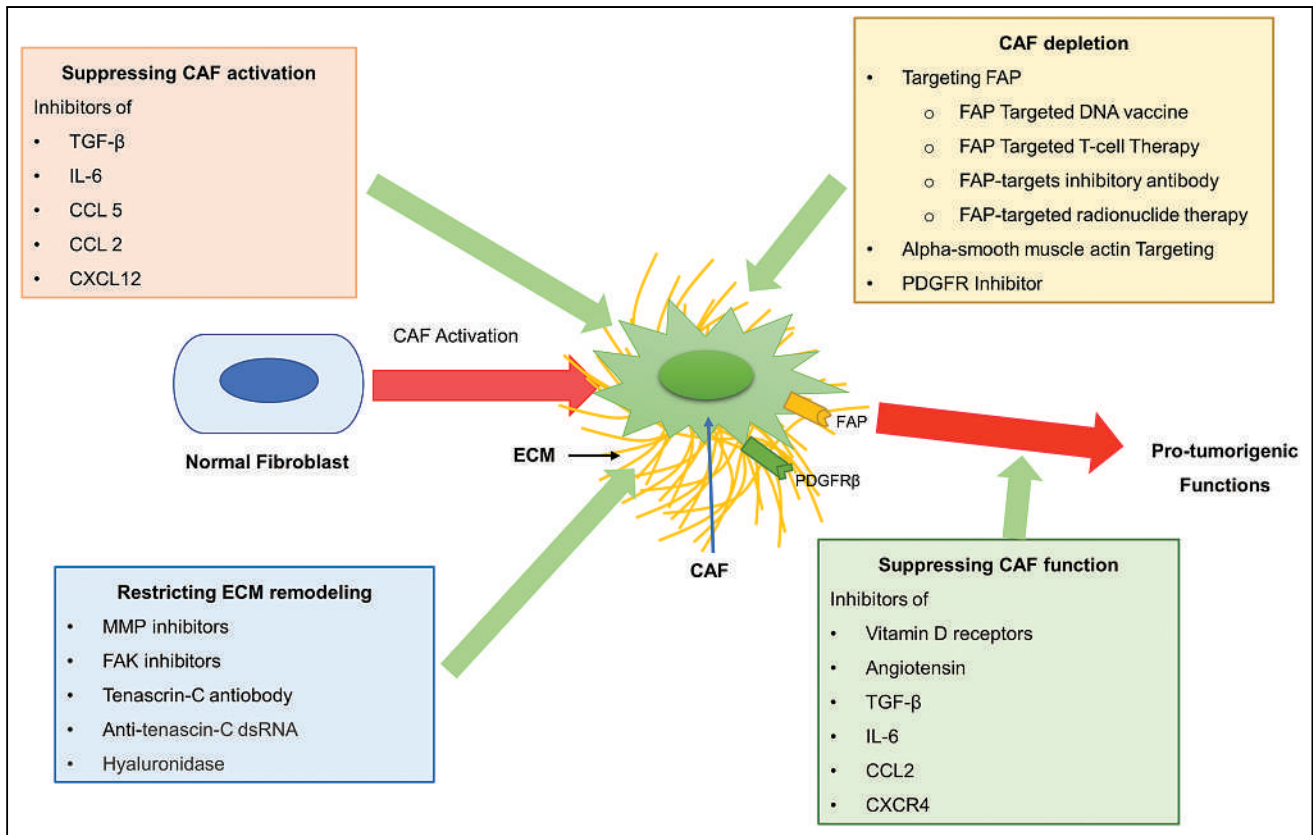 Suppressing CAF activation
Inhibitors of
• TGF-β
• IL-6
• CCL 5
• CCL 2
• CXCL12
CAF depletion
• Targeting FAP
o FAP Targeted DNA vaccine
o FAP Targeted T-cell Therapy
o FAP-targets inhibitory antibody
o FAP-targeted radionuclide therapy
• Alpha-smooth muscle actin Targeting
• PDGFR Inhibitor
CAF Activation
Normal Fibroblast
ECM
FAP
PDGFRβ
CAF
Pro-tumorigenic
Functions
Restricting ECM remodeling
• MMP inhibitors
• FAK inhibitors
• Tenascrin-C antiobody
• Anti-tenascin-C dsRNA
• Hyaluronidase
Suppressing CAF function
Inhibitors of
• Vitamin D receptors
• Angiotensin
• TGF-β
• IL-6
• CCL2
• CXCR4